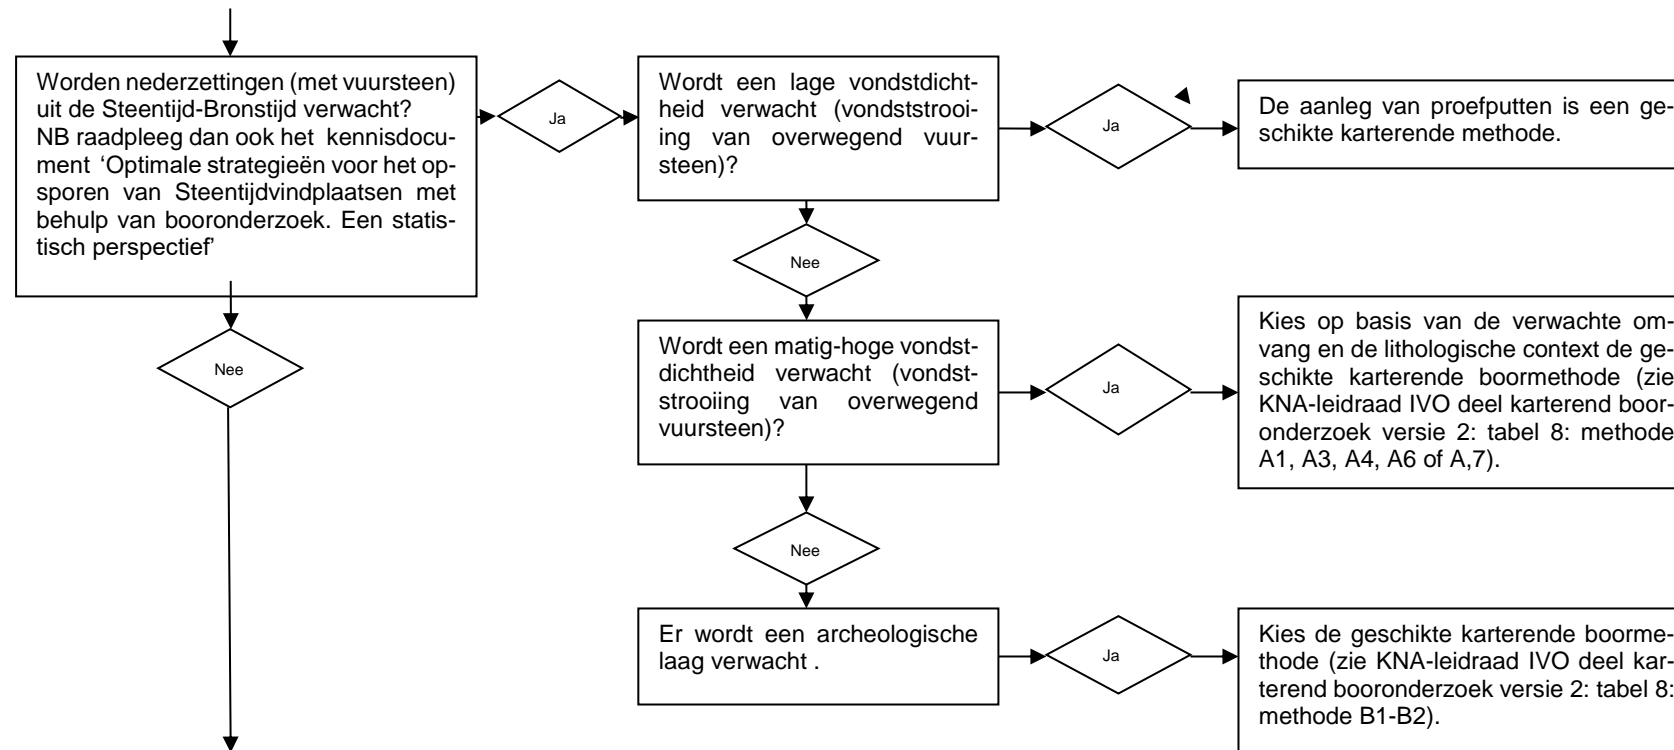 Worden nederzettingen (met vuursteen)
uit de Steentijd-Bronstijd verwacht?
NB raadpleeg dan ook het kennisdocu-
ment ‘Optimale strategieën voor het op-
sporen van Steentijdvindplaatsen met
behulp van booronderzoek. Een statis-
tisch perspectief’
Ja
Wordt een lage vondstdicht-
heid verwacht (vondststrooi-
ing van overwegend vuur-
steen)?
Ja
De aanleg van proefputten is een ge-
schikte karterende methode.
Nee
Nee
Wordt een matig-hoge vondst-
dichtheid verwacht (vondst-
strooiing van overwegend
vuursteen)?
Ja
Kies op basis van de verwachte om-
vang en de lithologische context de ge-
schikte karterende boormethode (zie
KNA-leidraad IVO deel karterend boor-
onderzoek versie 2: tabel 8: methode
A1, A3, A4, A6 of A,7).
Nee
Er wordt een archeologische
laag verwacht .
Ja
Kies de geschikte karterende boorme-
thode (zie KNA-leidraad IVO deel kar-
terend booronderzoek versie 2: tabel 8:
methode B1-B2).